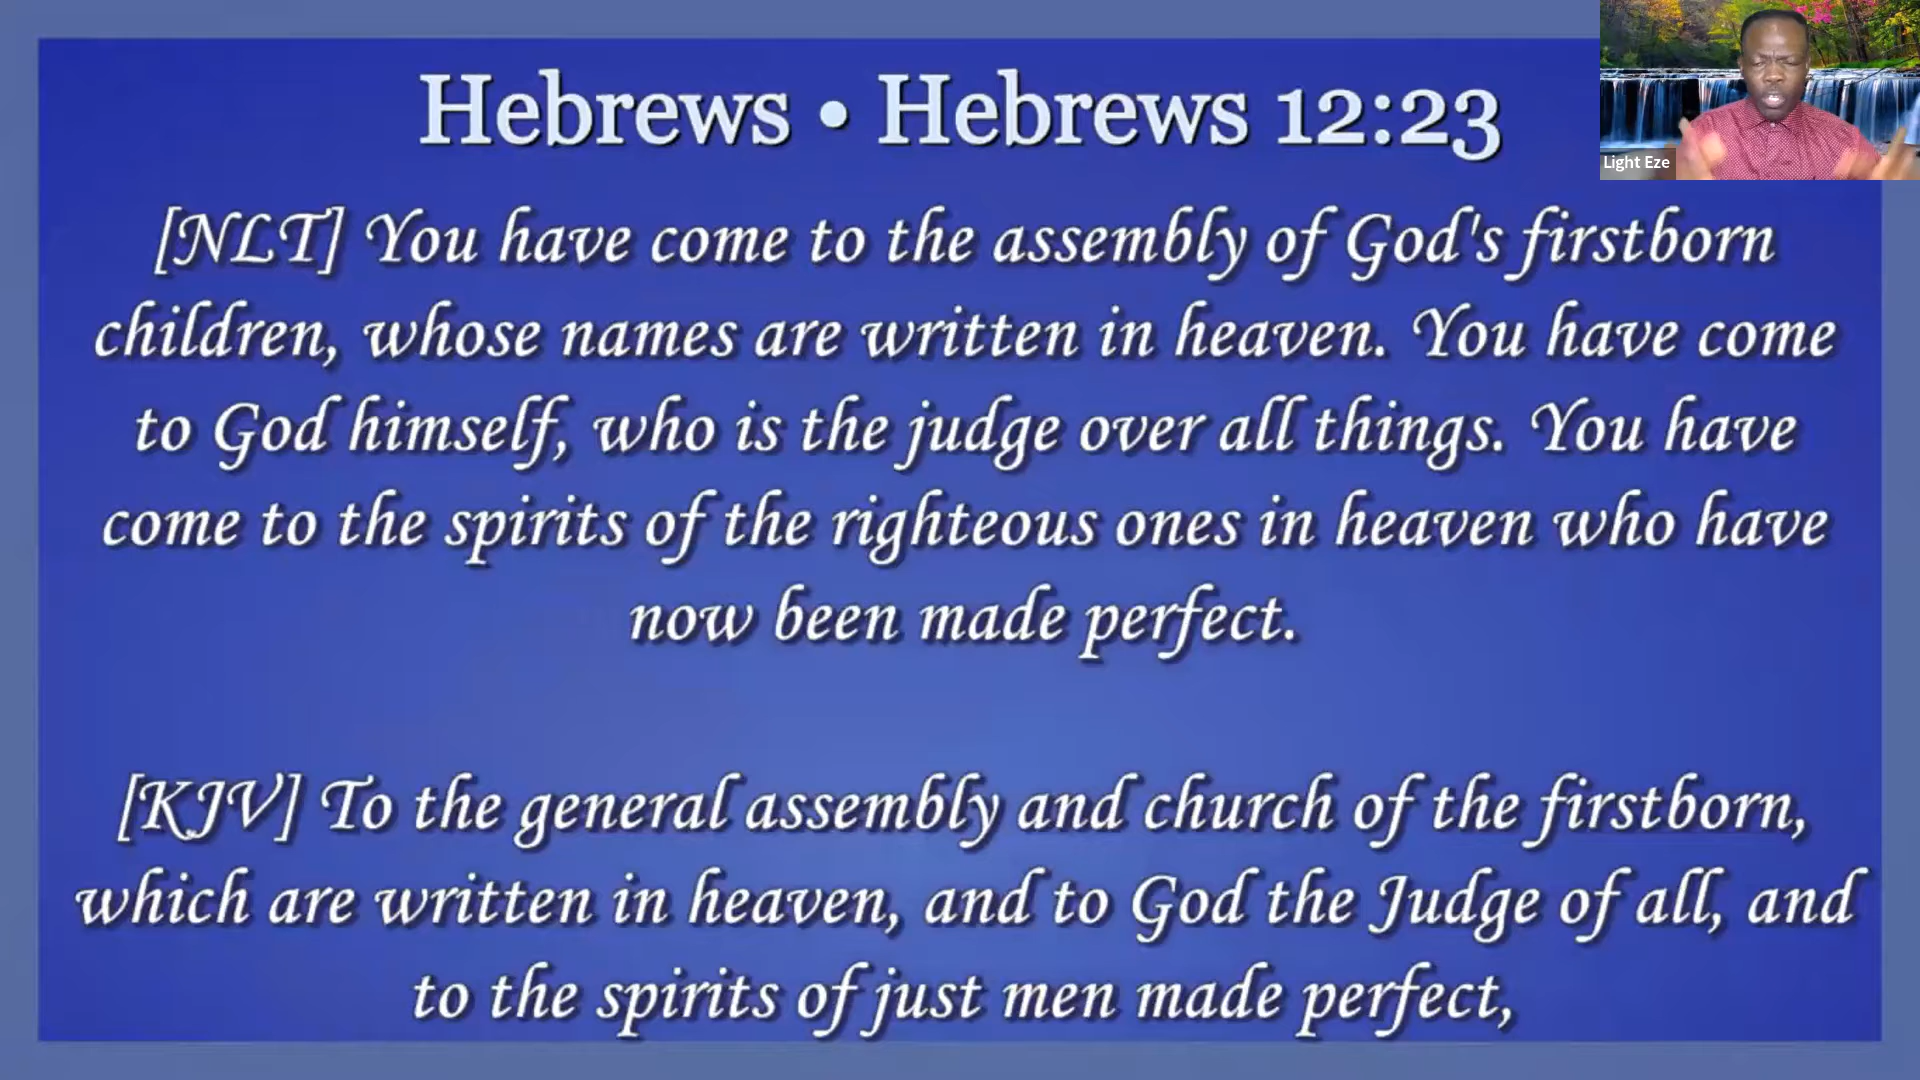 Hebrews • Hebrews 12:23
Light Eze
[NLT] You have come to the assembly of God's firstborn
children, whose names are written in heaven. You have come
to God himself, who is the judge over all things. You have
come to the spirits of the righteous ones in heaven who have
now been made perfect.
[KJV] To the general assembly and church of the firstborn,
which are written in heaven, and to God the Judge of all, and
to the spirits of just men made perfect,